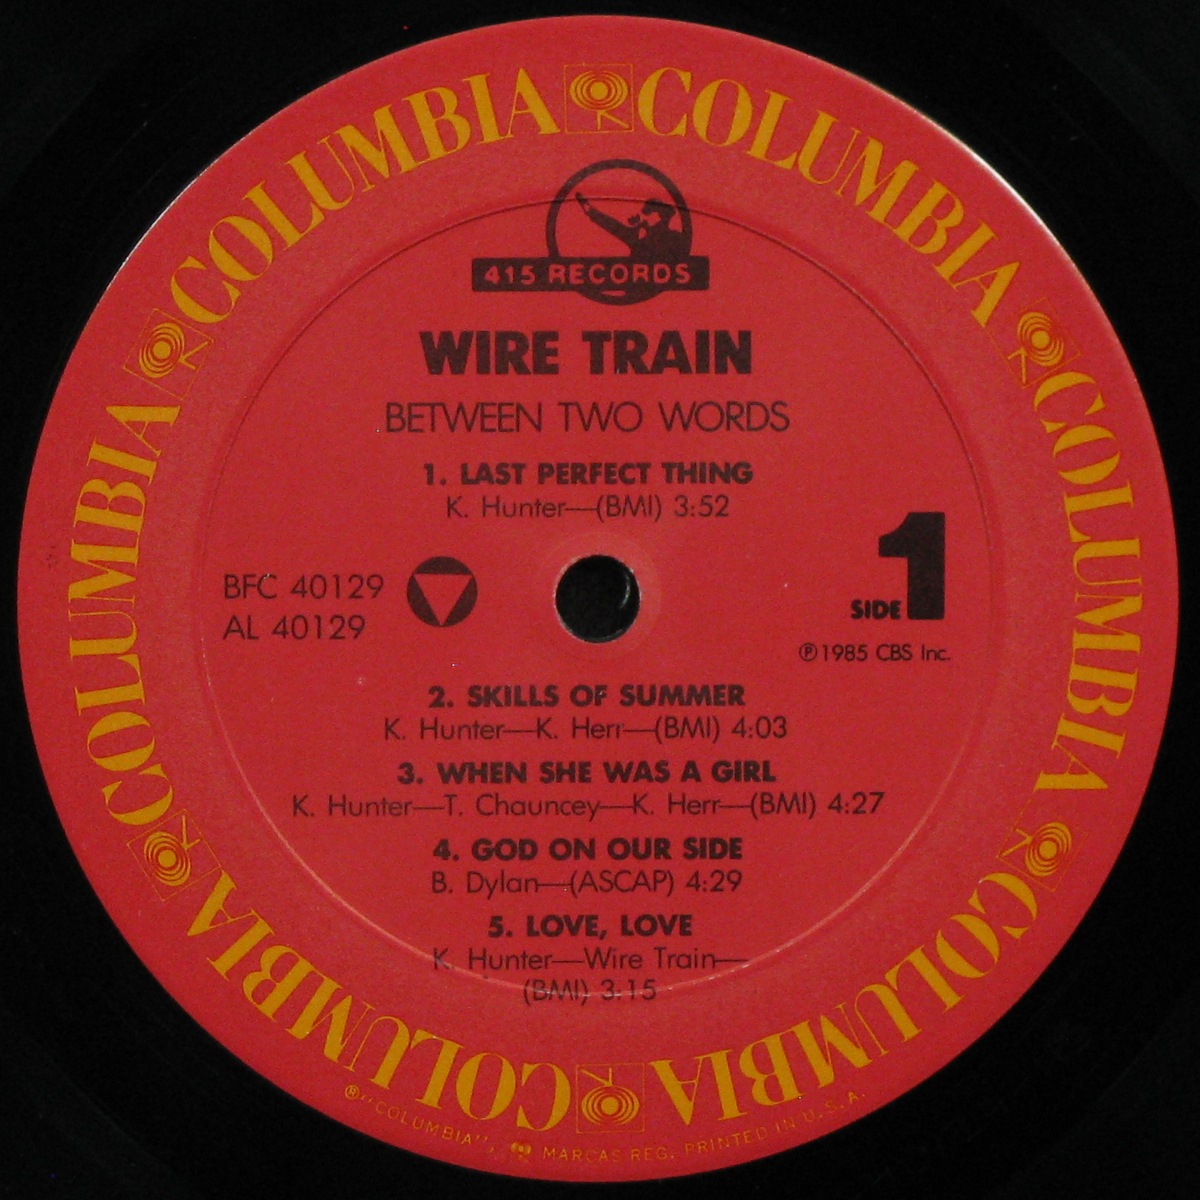 COLUMBIA COLUMBIA COLUMBIA COLUMBIA COLUMBIA COLUMBIA COLUMBIA
415 RECORDS
WIRE TRAIN
BETWEEN TWO WORDS
1. LAST PERFECT THING
K. Hunter—(BMI) 3:52
BFC 40129
AL 40129
SIDE 1
℗ 1985 CBS Inc.
2. SKILLS OF SUMMER
K. Hunter—K. Herr—(BMI) 4:03
3. WHEN SHE WAS A GIRL
K. Hunter—T. Chauncey—K. Herr—(BMI) 4:27
4. GOD ON OUR SIDE
B. Dylan—(ASCAP) 4:29
5. LOVE, LOVE
K. Hunter—Wire Train—
(BMI) 3:15
® "COLUMBIA", MARCAS REG. PRINTED IN U.S.A.